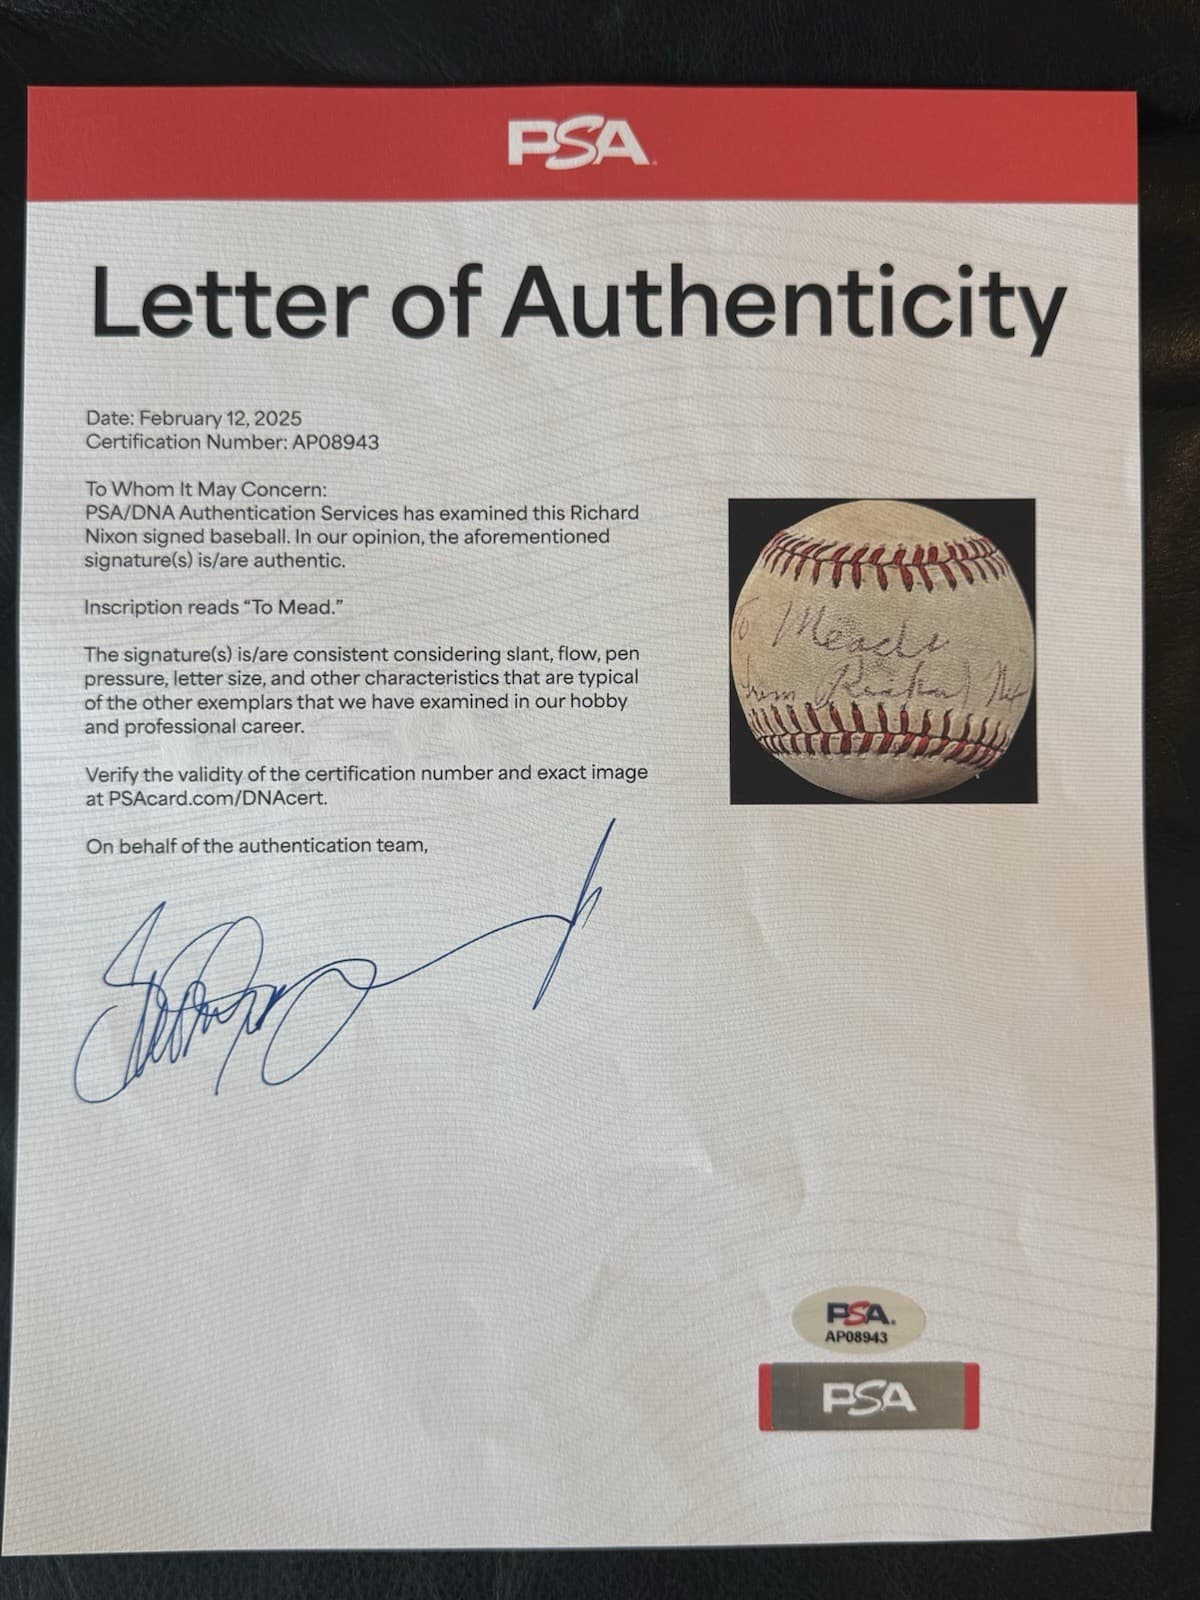 PSA
Letter of Authenticity
Date: February 12, 2025
Certification Number: AP08943
To Whom It May Concern:
PSA/DNA Authentication Services has examined this Richard
Nixon signed baseball. In our opinion, the aforementioned
signature(s) is/are authentic.
Inscription reads “To Mead.”
The signature(s) is/are consistent considering slant, flow, pen
pressure, letter size, and other characteristics that are typical
of the other exemplars that we have examined in our hobby
and professional career.
Verify the validity of the certification number and exact image
at PSAcard.com/DNAcert.
On behalf of the authentication team,
To
from Richard Nix
PSA.
AP08943
PSA